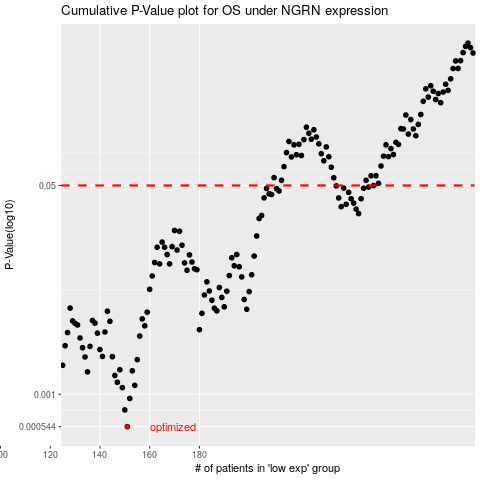 Cumulative P-Value plot for OS under NGRN expression
P-Value(log10)
0.05
0.001
0.000544
optimized
00 120 140 160 180
# of patients in 'low exp' group